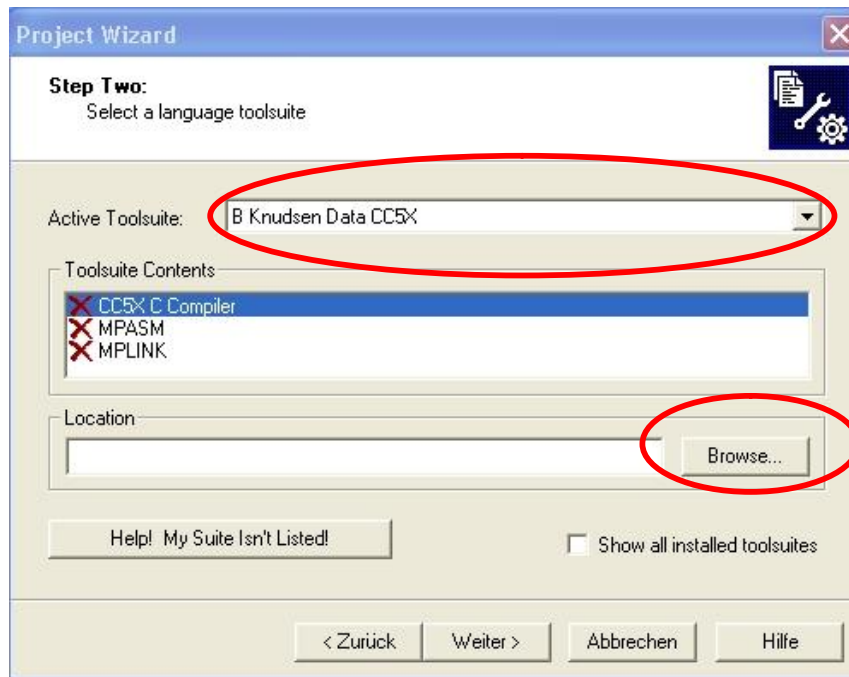 Project Wizard
Step Two:
Select a language toolsuite
Active Toolsuite: B Knudsen Data CC5X
Toolsuite Contents
CC5X C Compiler
MPASM
MPLINK
Location
Browse...
Help! My Suite Isn't Listed! Show all installed toolsuites
< Zurück Weiter > Abbrechen Hilfe